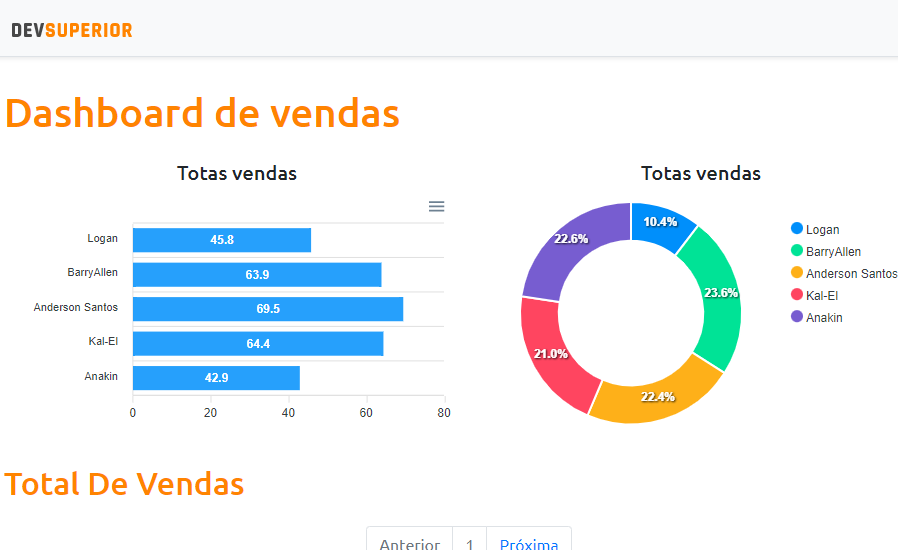 DEVSUPERIOR
Dashboard de vendas
Totas vendas
Logan 45.8
BarryAllen 63.9
Anderson Santos 69.5
Kal-El 64.4
Anakin 42.9
0 20 40 60 80
Totas vendas
10.4%
23.6%
22.4%
21.0%
22.6%
Logan
BarryAllen
Anderson Santos
Kal-El
Anakin
Total De Vendas
Anterior 1 Próxima